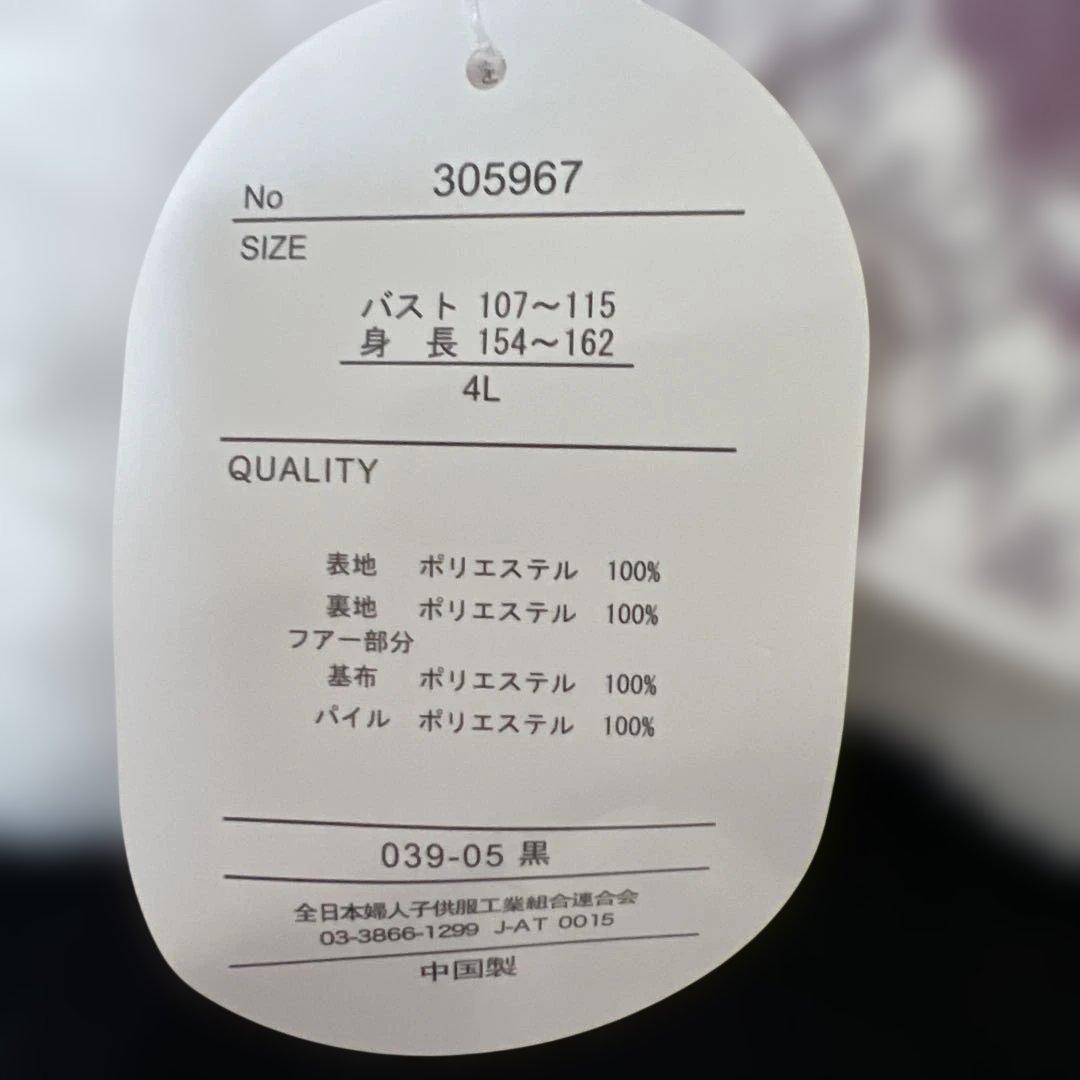 No 305967
SIZE
バスト 107～115
身 長 154～162
4L
QUALITY
表地 ポリエステル 100%
裏地 ポリエステル 100%
フアー部分
基布 ポリエステル 100%
パイル ポリエステル 100%
039-05 黒
全日本婦人子供服工業組合連合会
03-3866-1299 J-AT 0015
中国製